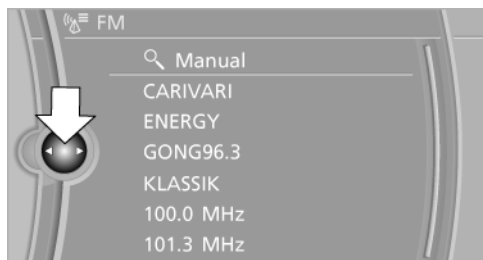 FM
Manual
CARIVARI
ENERGY
GONG96.3
KLASSIK
100.0 MHz
101.3 MHz